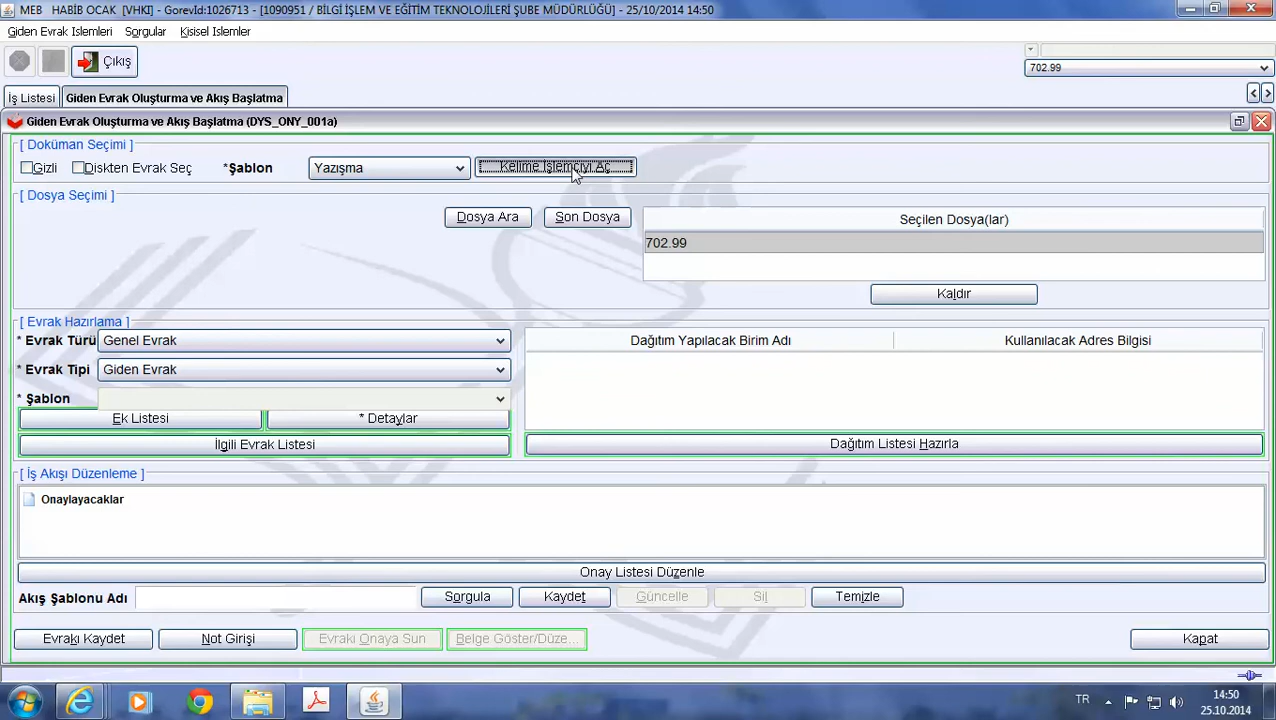 MEB HABİB OCAK [VHKI] - GorevId:1026713 - [1090951 / BİLGİ İŞLEM VE EĞİTİM TEKNOLOJİLERİ ŞUBE MÜDÜRLÜĞÜ] - 25/10/2014 14:50
Giden Evrak Islemleri Sorgular Kisisel Islemler
Çıkış
702.99
İş Listesi Giden Evrak Oluşturma ve Akış Başlatma
Giden Evrak Oluşturma ve Akış Başlatma (DYS_ONY_001a)
[ Doküman Seçimi ]
Gizli Diskten Evrak Seç *Şablon Yazışma Kelime İşlemciyi Aç
[ Dosya Seçimi ]
Dosya Ara Son Dosya Seçilen Dosya(lar)
702.99
Kaldır
[ Evrak Hazırlama ]
* Evrak Türü Genel Evrak Dağıtım Yapılacak Birim Adı Kullanılacak Adres Bilgisi
* Evrak Tipi Giden Evrak
* Şablon
Ek Listesi * Detaylar
İlgili Evrak Listesi Dağıtım Listesi Hazırla
[ İş Akışı Düzenleme ]
Onaylayacaklar
Onay Listesi Düzenle
Akış Şablonu Adı Sorgula Kaydet Güncelle Sil Temizle
Evrakı Kaydet Not Girişi Evrakı Onaya Sun Belge Göster/Düze... Kapat
TR 14:50
25.10.2014